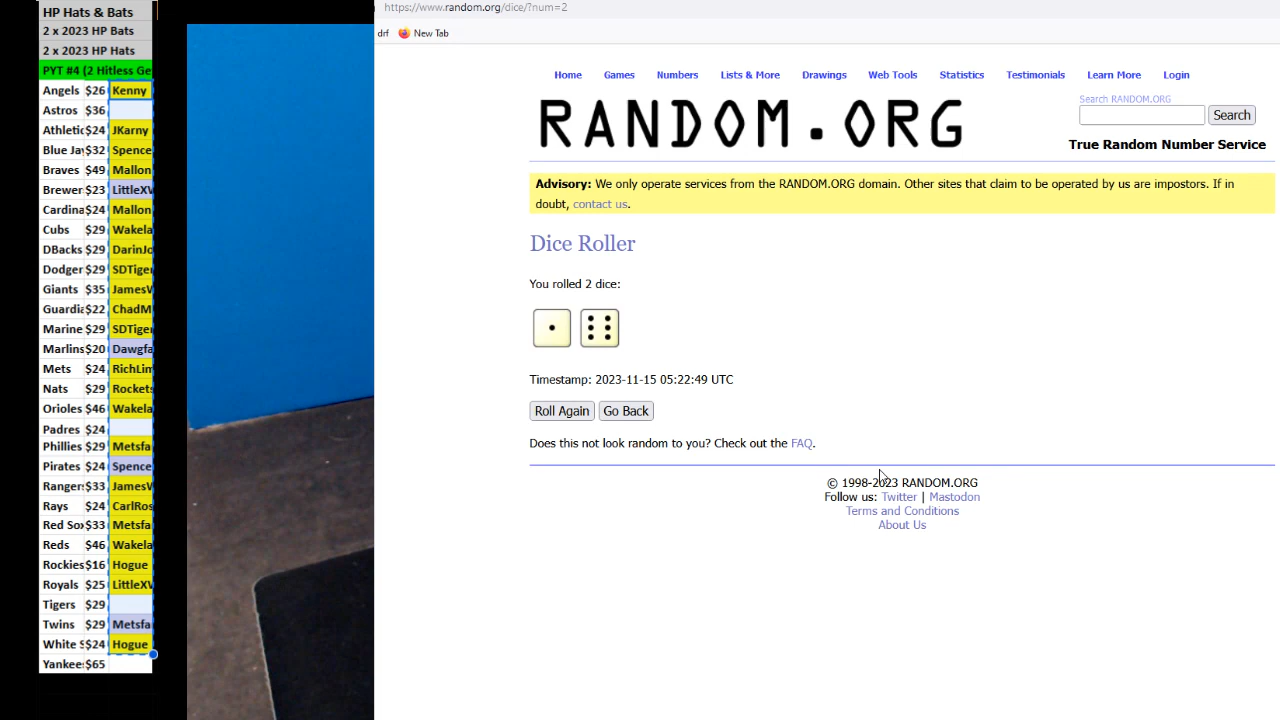 HP Hats & Bats
2 x 2023 HP Bats
2 x 2023 HP Hats
PYT #4 (2 Hitless Ge
Angels $26 Kenny
Astros $36
Athletic $24 JKarny
Blue Ja $32 Spence
Braves $49 Mallon
Brewer $23 LittleXW
Cardina $24 Mallon
Cubs $29 Wakela
DBacks $29 DarinJo
Dodger $29 SDTiger
Giants $35 JamesV
Guardia $22 ChadM
Marine $29 SDTiger
Marlins $20 Dawgfa
Mets $24 RichLim
Nats $29 Rockets
Orioles $46 Wakela
Padres $24
Phillies $29 Metsfa
Pirates $24 Spence
Ranger $33 JamesV
Rays $24 CarlRos
Red So $33 Metsfa
Reds $46 Wakela
Rockies $16 Hogue
Royals $25 LittleXW
Tigers $29
Twins $29 Metsfa
White S $24 Hogue
Yankee $65
https://www.random.org/dice/?num=2
drf New Tab
Home Games Numbers Lists & More Drawings Web Tools Statistics Testimonials Learn More Login
RANDOM.ORG
Search RANDOM.ORG
Search
True Random Number Service
Advisory: We only operate services from the RANDOM.ORG domain. Other sites that claim to be operated by us are impostors. If in
doubt, contact us.
Dice Roller
You rolled 2 dice:
Timestamp: 2023-11-15 05:22:49 UTC
Roll Again Go Back
Does this not look random to you? Check out the FAQ.
© 1998-2023 RANDOM.ORG
Follow us: Twitter | Mastodon
Terms and Conditions
About Us